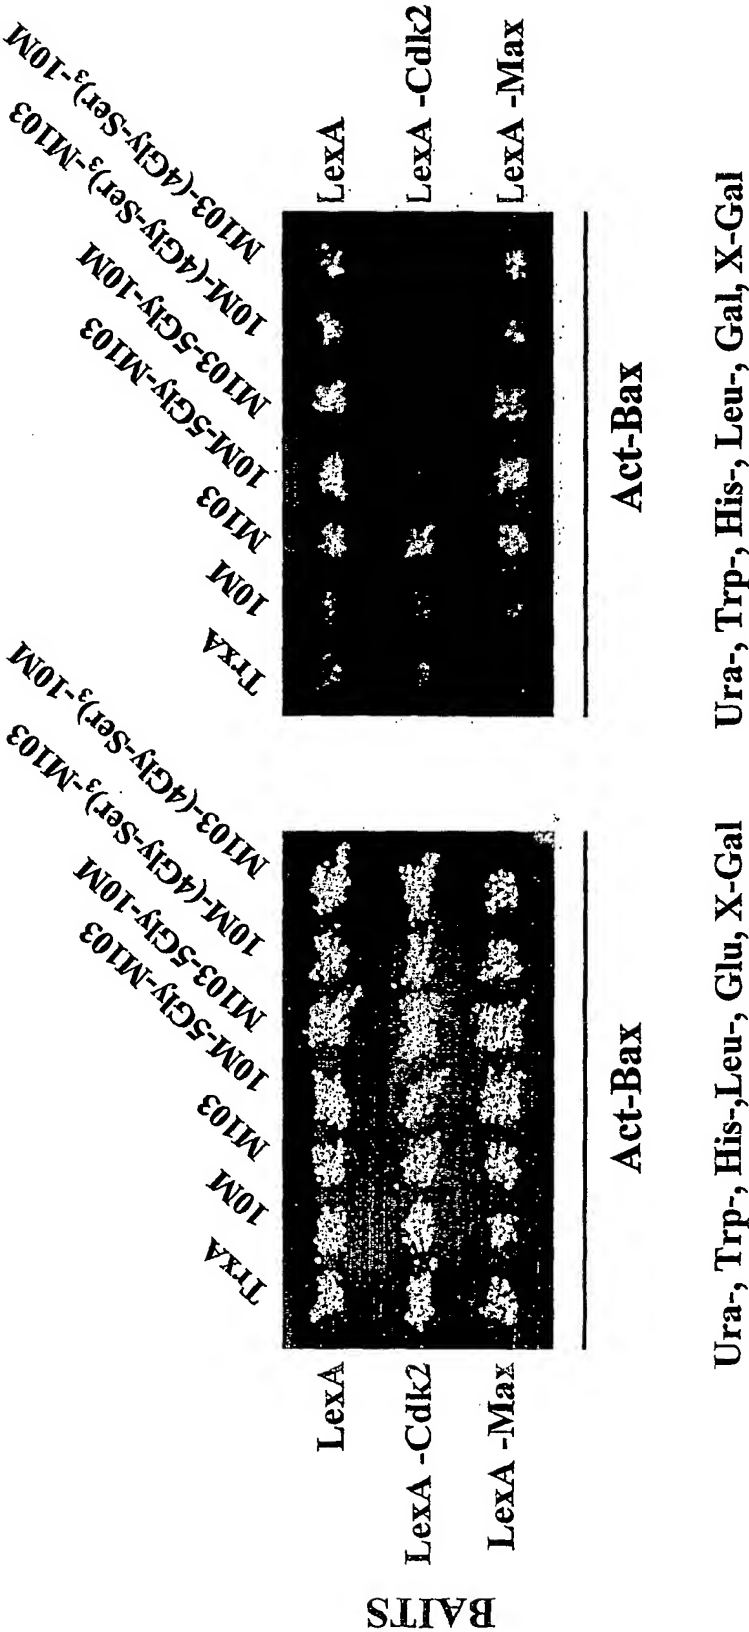 TrxA
10M
M103
10M-5Gly-M103
M103-5Gly-10M
10M-(4Gly-Ser)₃-M103
M103-(4Gly-Ser)₃-10M
TrxA
10M
M103
10M-5Gly-M103
M103-5Gly-10M
10M-(4Gly-Ser)₃-M103
M103-(4Gly-Ser)₃-10M
BAITS
LexA
LexA -Cdk2
LexA -Max
LexA
LexA -Cdk2
LexA -Max
Act-Bax
Act-Bax
Ura-, Trp-, His-,Leu-, Glu, X-Gal
Ura-, Trp-, His-, Leu-, Gal, X-Gal